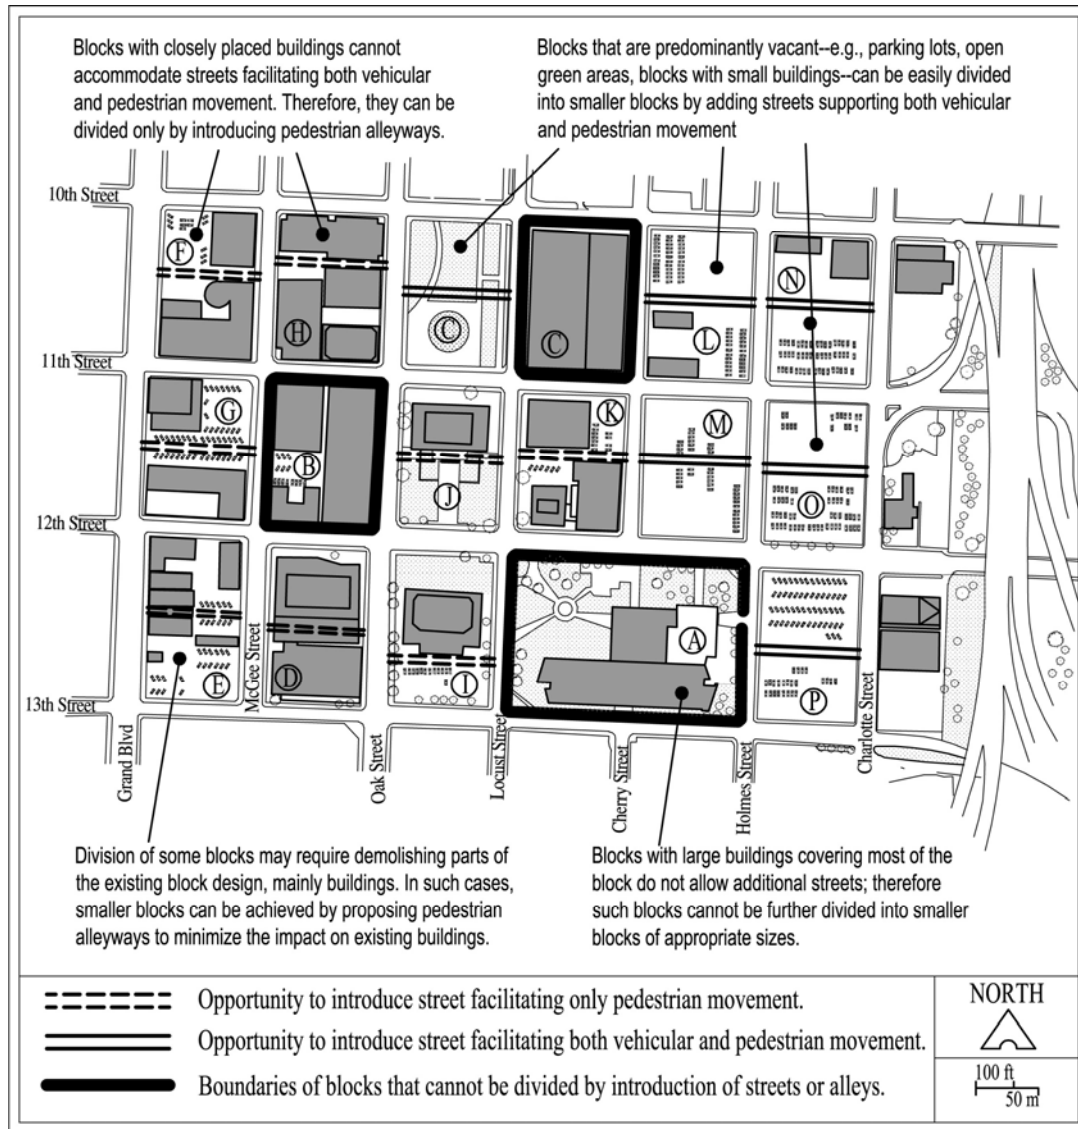 Blocks with closely placed buildings cannot
accommodate streets facilitating both vehicular
and pedestrian movement. Therefore, they can be
divided only by introducing pedestrian alleyways.
Blocks that are predominantly vacant--e.g., parking lots, open
green areas, blocks with small buildings--can be easily divided
into smaller blocks by adding streets supporting both vehicular
and pedestrian movement
10th Street
F
H
C
C
L
N
11th Street
G
B
J
K
M
O
12th Street
E
D
I
A
P
13th Street
Grand Blvd
McGee Street
Oak Street
Locust Street
Cherry Street
Holmes Street
Charlotte Street
Division of some blocks may require demolishing parts of
the existing block design, mainly buildings. In such cases,
smaller blocks can be achieved by proposing pedestrian
alleyways to minimize the impact on existing buildings.
Blocks with large buildings covering most of the
block do not allow additional streets; therefore
such blocks cannot be further divided into smaller
blocks of appropriate sizes.
Opportunity to introduce street facilitating only pedestrian movement.
Opportunity to introduce street facilitating both vehicular and pedestrian movement.
Boundaries of blocks that cannot be divided by introduction of streets or alleys.
NORTH
100 ft
50 m